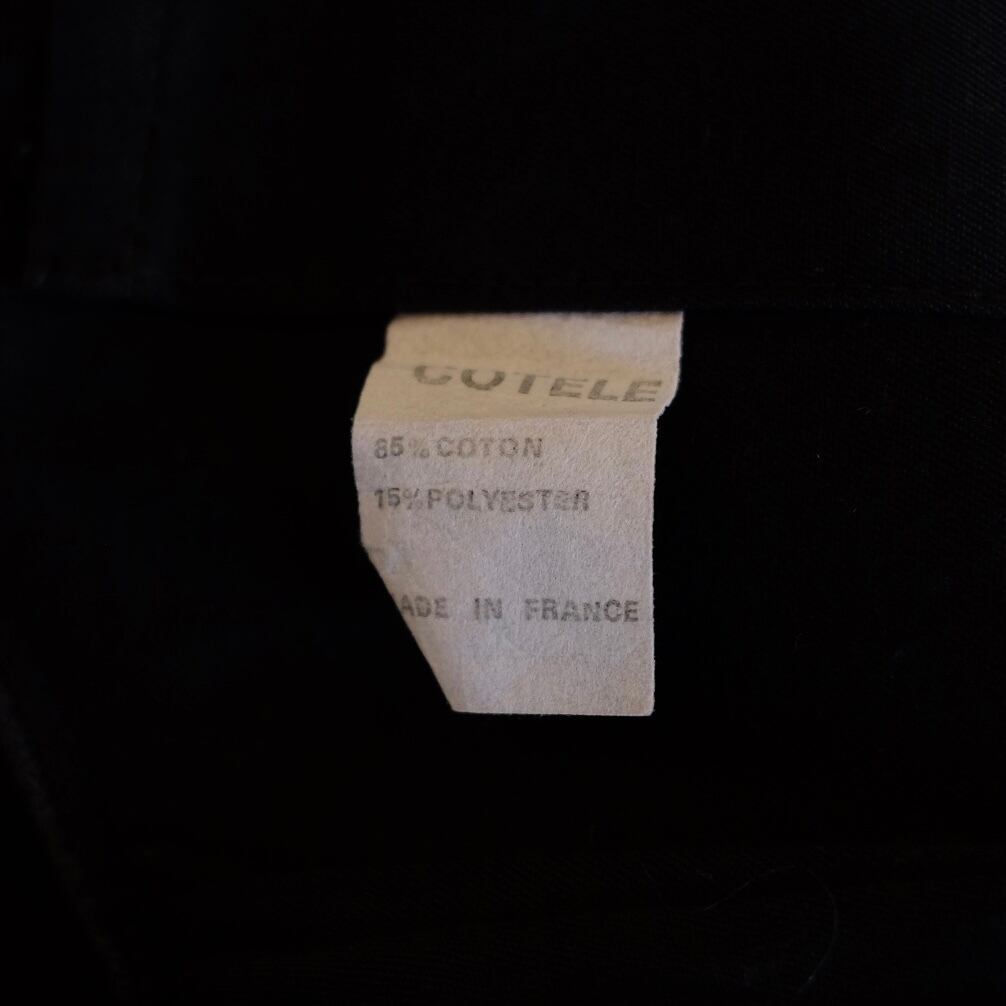 COTELE
85% COTON
15% POLYESTER
ADE IN FRANCE